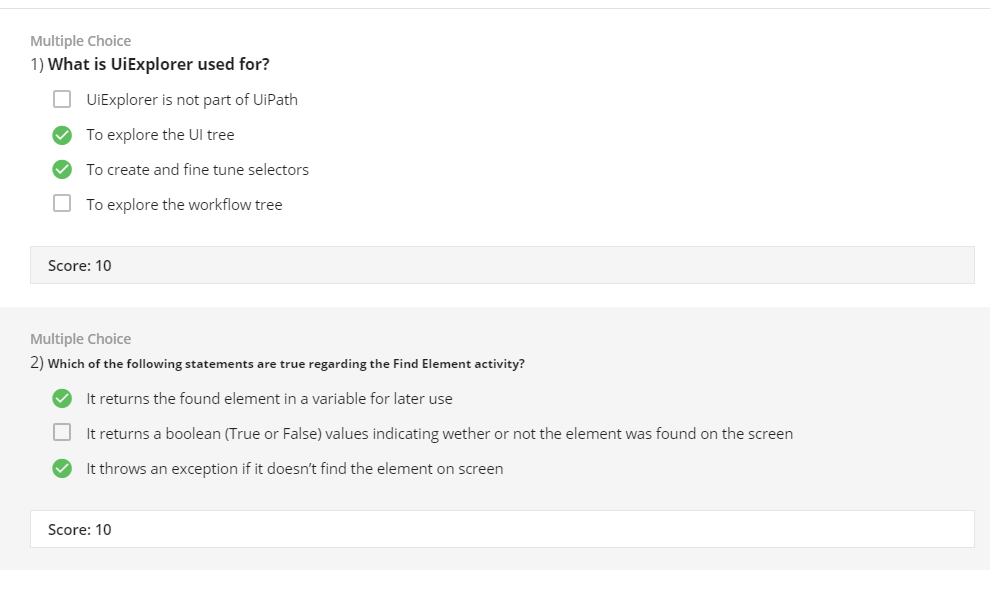 Multiple Choice
1) What is UiExplorer used for?
UiExplorer is not part of UiPath
To explore the UI tree
To create and fine tune selectors
To explore the workflow tree
Score: 10
Multiple Choice
2) Which of the following statements are true regarding the Find Element activity?
It returns the found element in a variable for later use
It returns a boolean (True or False) values indicating wether or not the element was found on the screen
It throws an exception if it doesn’t find the element on screen
Score: 10